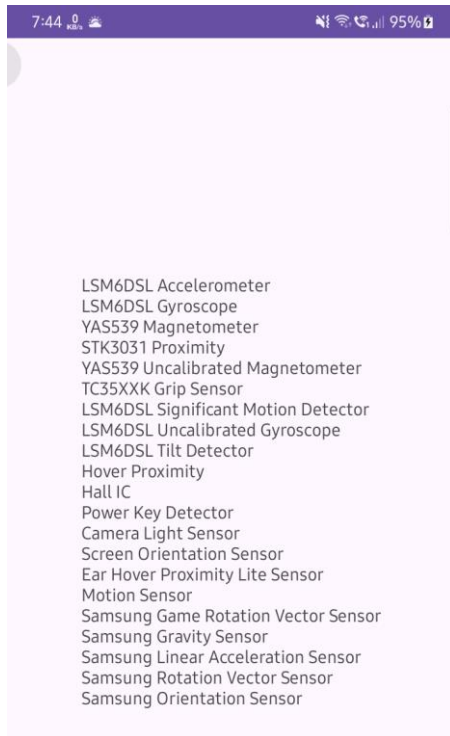 7:44 0 KB/s 95%
LSM6DSL Accelerometer
LSM6DSL Gyroscope
YAS539 Magnetometer
STK3031 Proximity
YAS539 Uncalibrated Magnetometer
TC35XXK Grip Sensor
LSM6DSL Significant Motion Detector
LSM6DSL Uncalibrated Gyroscope
LSM6DSL Tilt Detector
Hover Proximity
Hall IC
Power Key Detector
Camera Light Sensor
Screen Orientation Sensor
Ear Hover Proximity Lite Sensor
Motion Sensor
Samsung Game Rotation Vector Sensor
Samsung Gravity Sensor
Samsung Linear Acceleration Sensor
Samsung Rotation Vector Sensor
Samsung Orientation Sensor